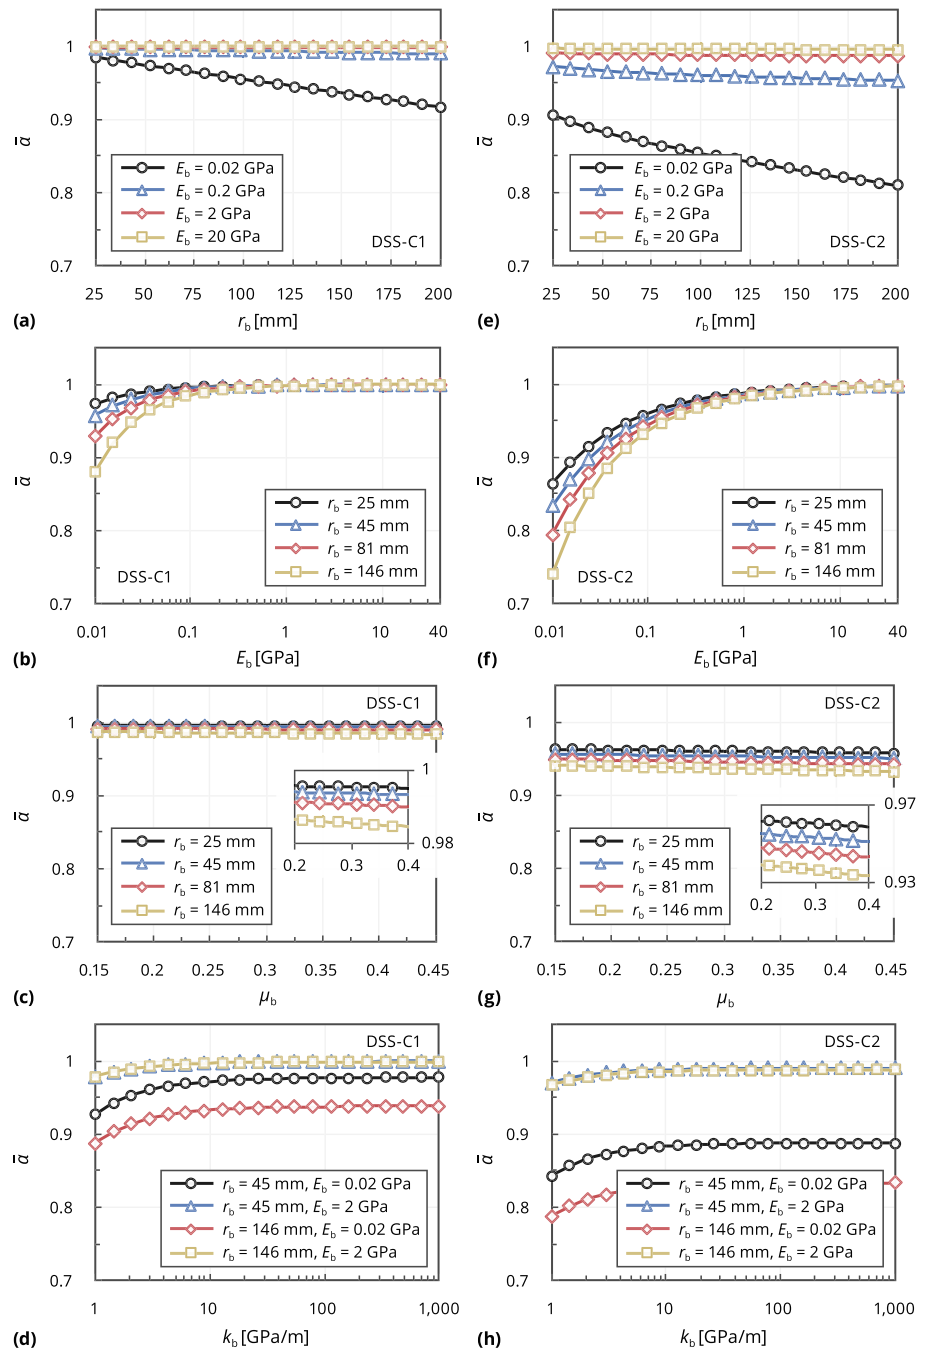 1
0.9
0.8
0.7
ā
E_b = 0.02 GPa
E_b = 0.2 GPa
E_b = 2 GPa
E_b = 20 GPa
DSS-C1
25 50 75 100 125 150 175 200
(a) r_b [mm]
1
0.9
0.8
0.7
ā
E_b = 0.02 GPa
E_b = 0.2 GPa
E_b = 2 GPa
E_b = 20 GPa
DSS-C2
25 50 75 100 125 150 175 200
(e) r_b [mm]
1
0.9
0.8
0.7
ā
r_b = 25 mm
r_b = 45 mm
r_b = 81 mm
r_b = 146 mm
DSS-C1
0.01 0.1 1 10 40
(b) E_b [GPa]
1
0.9
0.8
0.7
ā
r_b = 25 mm
r_b = 45 mm
r_b = 81 mm
r_b = 146 mm
DSS-C2
0.01 0.1 1 10 40
(f) E_b [GPa]
DSS-C1
1
0.9
0.8
0.7
ā
1
0.98
0.2 0.3 0.4
r_b = 25 mm
r_b = 45 mm
r_b = 81 mm
r_b = 146 mm
0.15 0.2 0.25 0.3 0.35 0.4 0.45
(c) μ_b
DSS-C2
1
0.9
0.8
0.7
ā
0.97
0.93
0.2 0.3 0.4
r_b = 25 mm
r_b = 45 mm
r_b = 81 mm
r_b = 146 mm
0.15 0.2 0.25 0.3 0.35 0.4 0.45
(g) μ_b
DSS-C1
1
0.9
0.8
0.7
ā
r_b = 45 mm, E_b = 0.02 GPa
r_b = 45 mm, E_b = 2 GPa
r_b = 146 mm, E_b = 0.02 GPa
r_b = 146 mm, E_b = 2 GPa
1 10 100 1,000
(d) k_b [GPa/m]
DSS-C2
1
0.9
0.8
0.7
ā
r_b = 45 mm, E_b = 0.02 GPa
r_b = 45 mm, E_b = 2 GPa
r_b = 146 mm, E_b = 0.02 GPa
r_b = 146 mm, E_b = 2 GPa
1 10 100 1,000
(h) k_b [GPa/m]